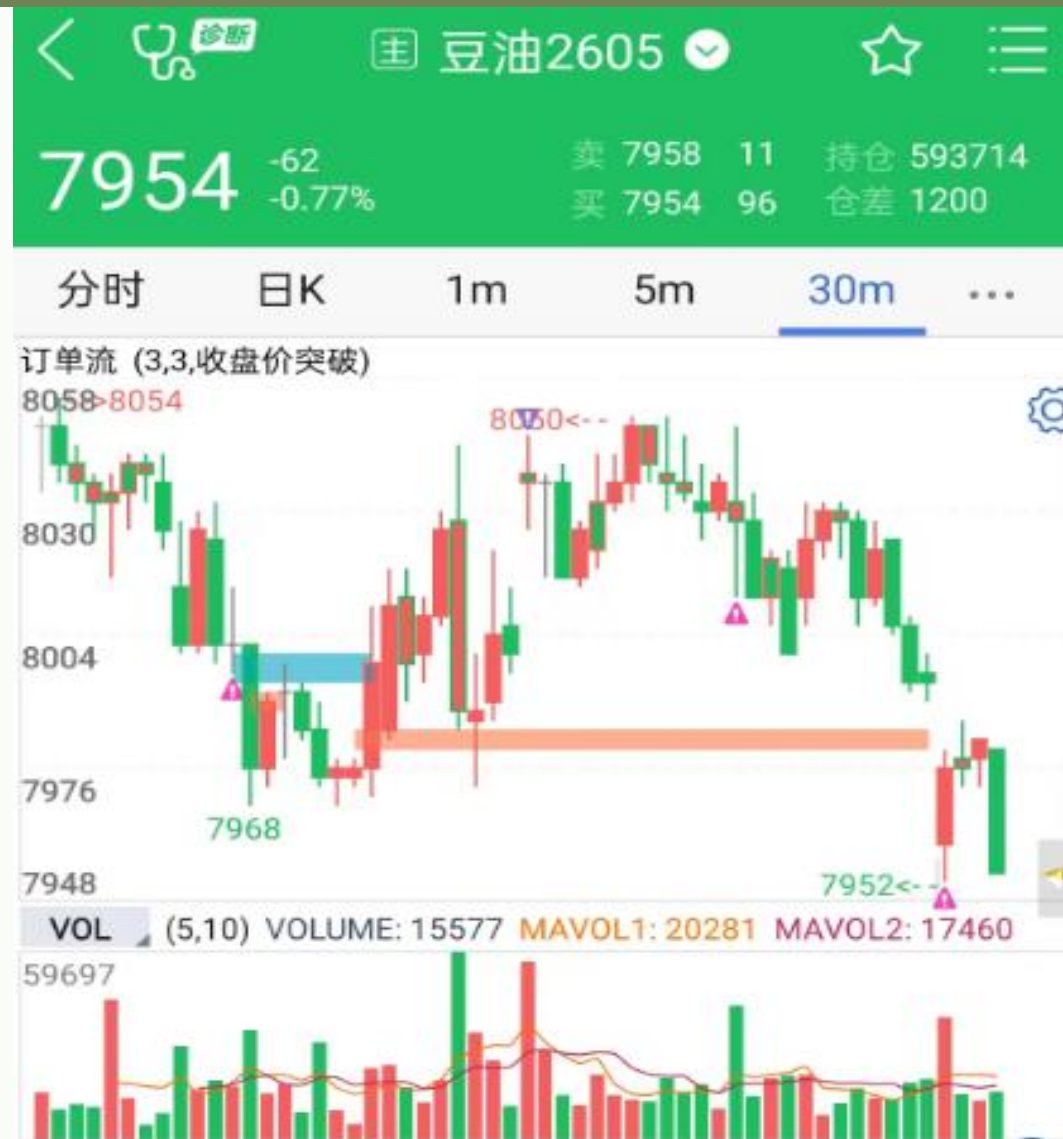 诊断
主 豆油2605
7954 -62 -0.77%
卖 7958 11 持仓 593714
买 7954 96 仓差 1200
分时 日K 1m 5m 30m ...
订单流 (3,3,收盘价突破)
8058 >8054
8060<--
8030
8004
7976
7968
7948
7952<--
VOL (5,10) VOLUME: 15577 MAVOL1: 20281 MAVOL2: 17460
59697